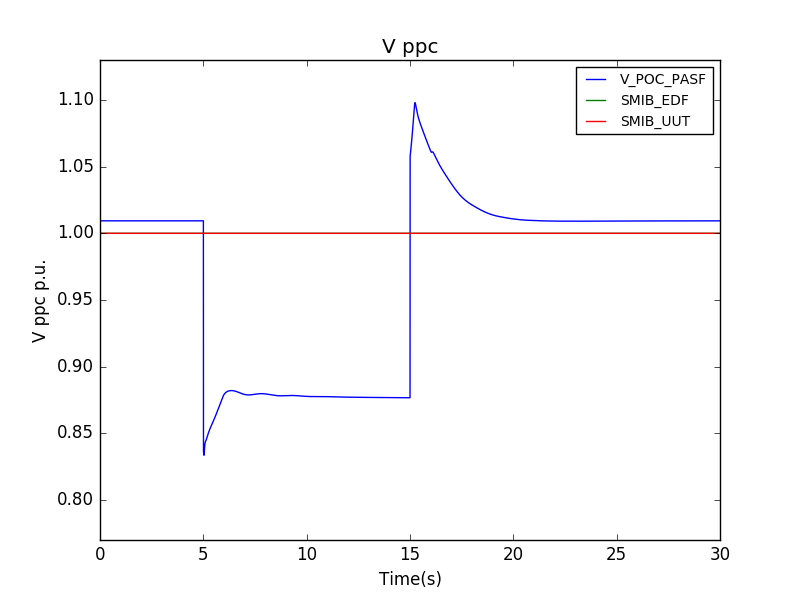 V ppc
V_POC_PASF
SMIB_EDF
SMIB_UUT
1.10
1.05
1.00
0.95
0.90
0.85
0.80
V ppc p.u.
0 5 10 15 20 25 30
Time(s)